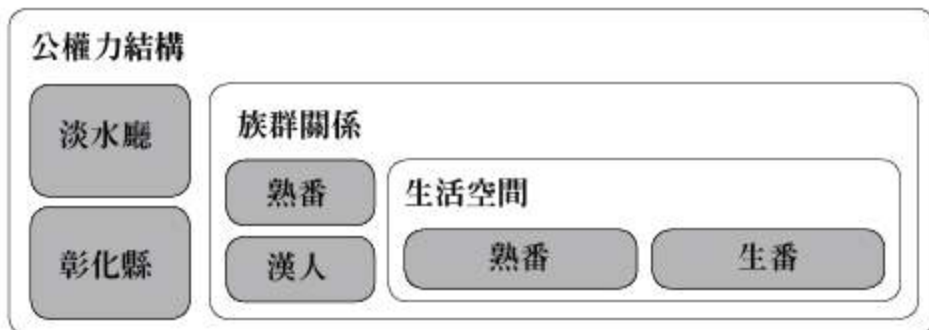 公權力結構
淡水廳
彰化縣
族群關係
熟番
漢人
生活空間
熟番
生番